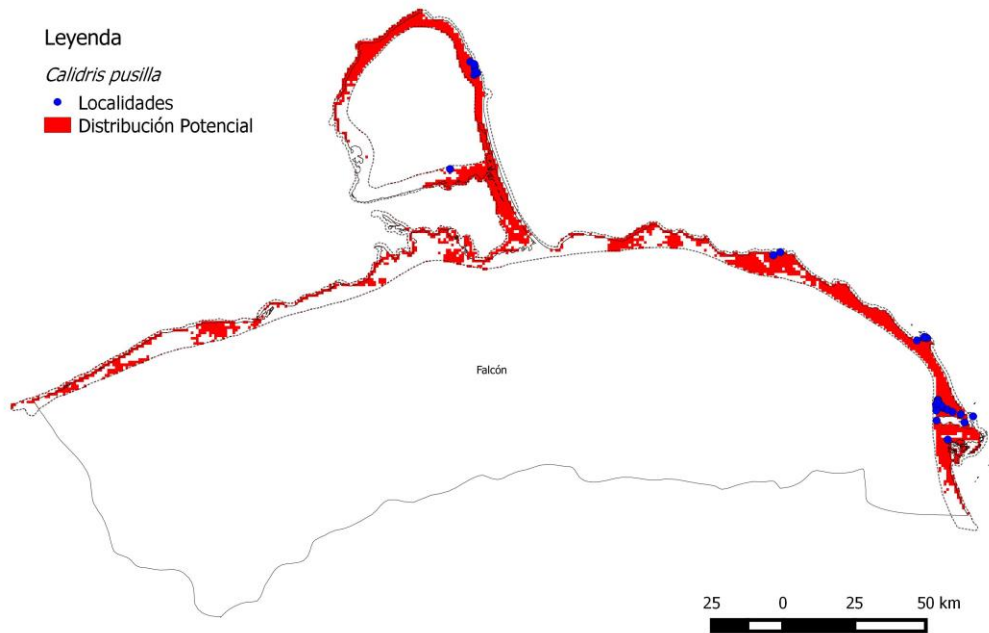 Leyenda
Calidris pusilla
Localidades
Distribución Potencial
Falcón
25 0 25 50 km